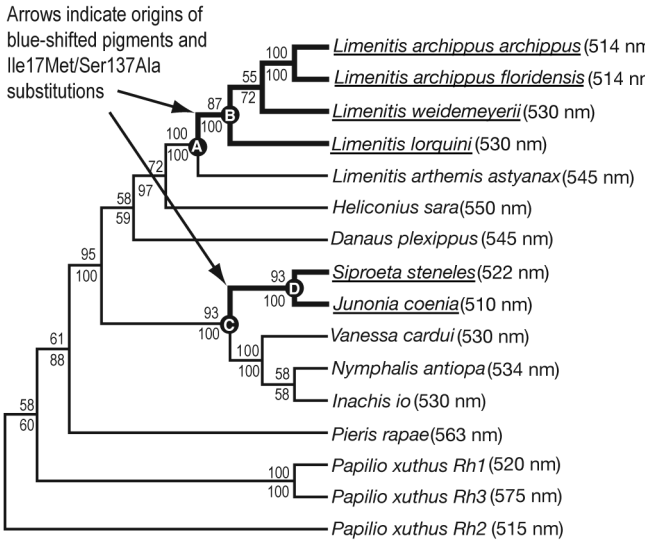 Arrows indicate origins of
blue-shifted pigments and
Ile17Met/Ser137Ala
substitutions
100
100
Limenitis archippus archippus (514 nm
Limenitis archippus floridensis (514 nr
55
72
Limenitis weidemeyerii (530 nm)
87
100
B
Limenitis lorquini (530 nm)
100
100
A
Limenitis arthemis astyanax (545 nm)
72
97
Heliconius sara (550 nm)
58
59
Danaus plexippus (545 nm)
95
100
93
100
D
Siproeta steneles (522 nm)
Junonia coenia (510 nm)
93
100
C
Vanessa cardui (530 nm)
100
100
Nymphalis antiopa (534 nm)
58
58
Inachis io (530 nm)
61
88
Pieris rapae (563 nm)
58
60
Papilio xuthus Rh1 (520 nm)
100
100
Papilio xuthus Rh3 (575 nm)
Papilio xuthus Rh2 (515 nm)